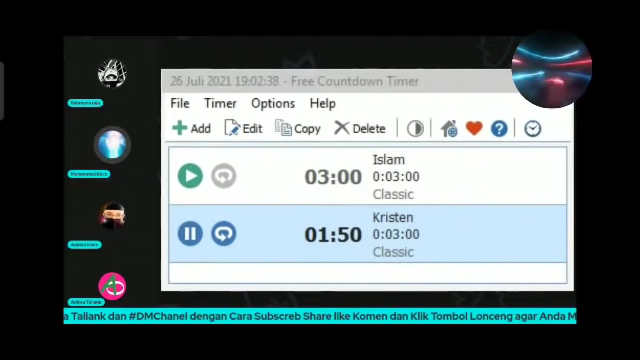 26 Juli 2021 19:02:38 - Free Countdown Timer
File Timer Options Help
Add Edit Copy Delete
Islam
03:00 0:03:00
Classic
Kristen
01:50 0:03:00
Classic
a Taliank dan #DMChanel dengan Cara Subscreb Share like Komen dan Klik Tombol Lonceng agar Anda M